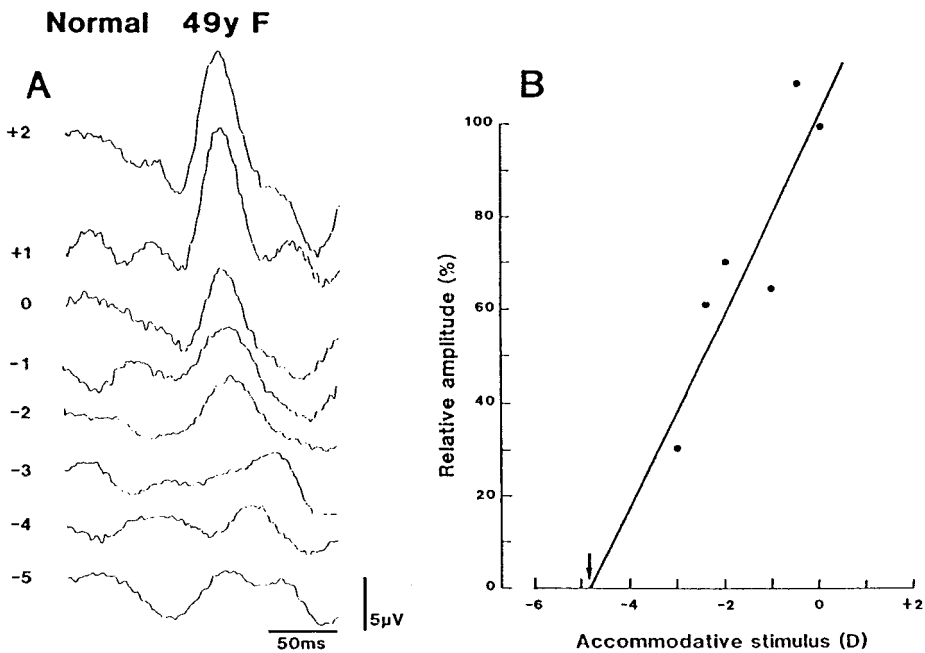 Normal 49y F
A
+2
+1
0
-1
-2
-3
-4
-5
5μV
50ms
B
Relative amplitude (%)
100
80
60
40
20
0
-6 -4 -2 0 +2
Accommodative stimulus (D)